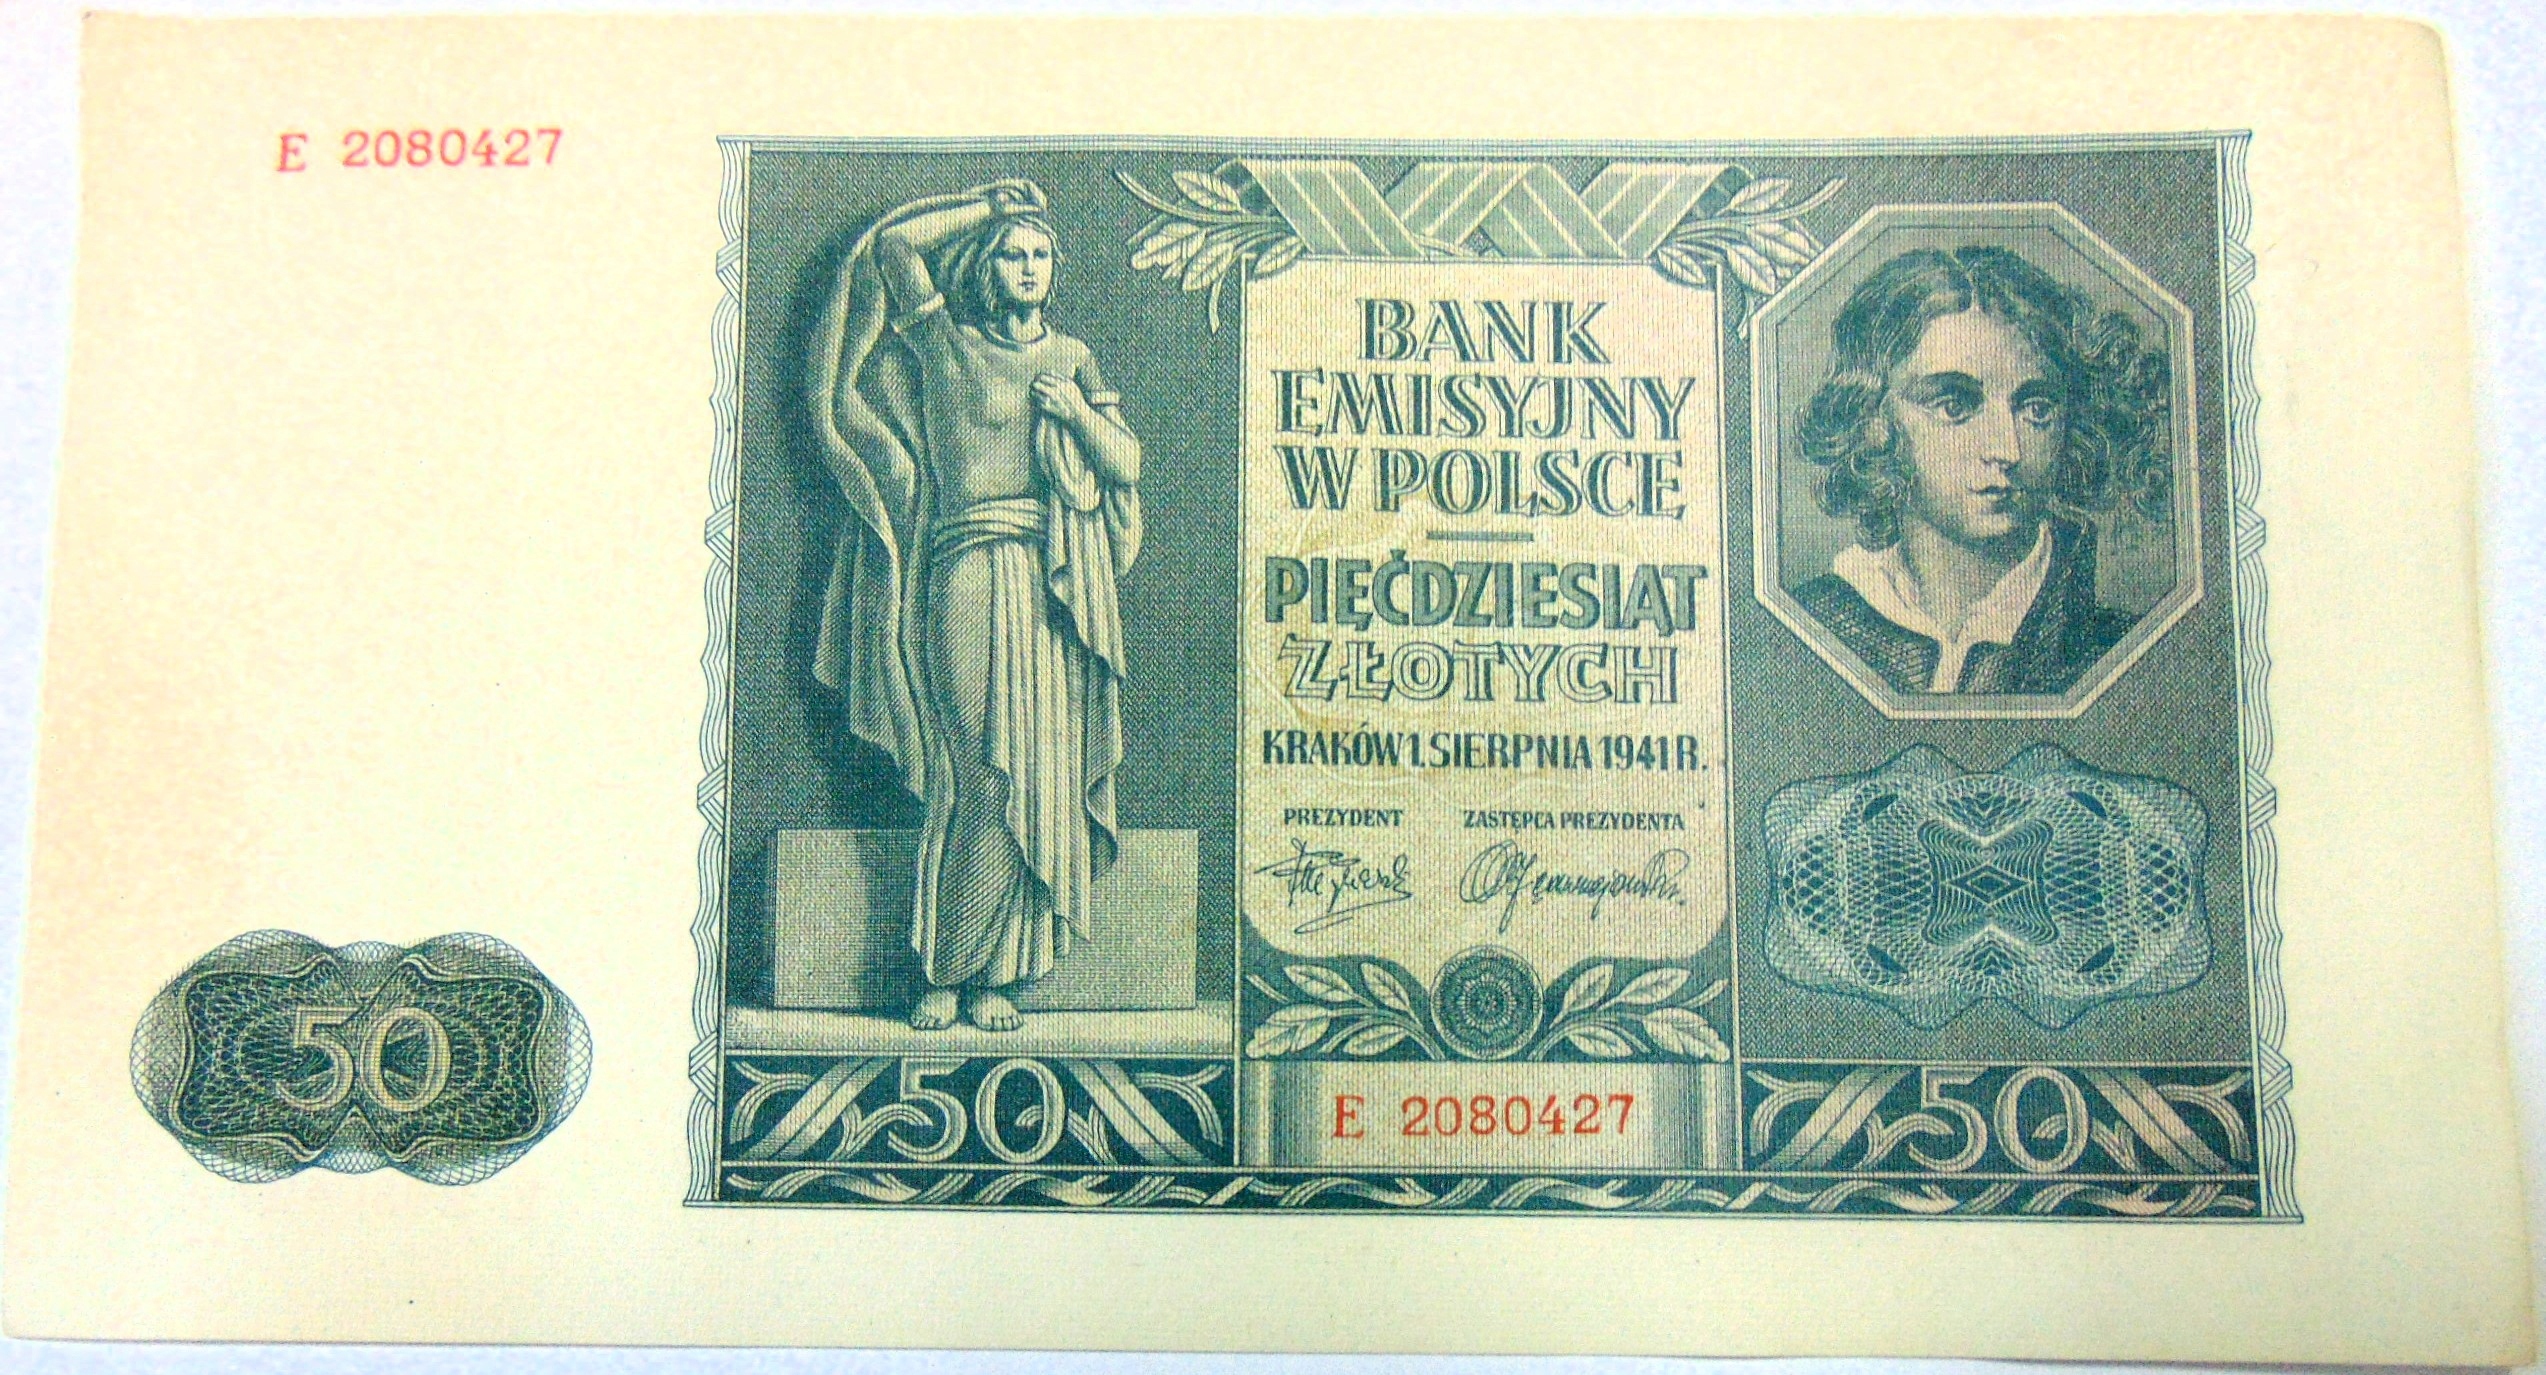 E 2080427
BANK
EMISYJNY
W POLSCE
PIĘĆDZIESIĄT
ZŁOTYCH
KRAKÓW 1. SIERPNIA 1941 R.
PREZYDENT ZASTĘPCA PREZYDENTA
50
50
E 2080427
50